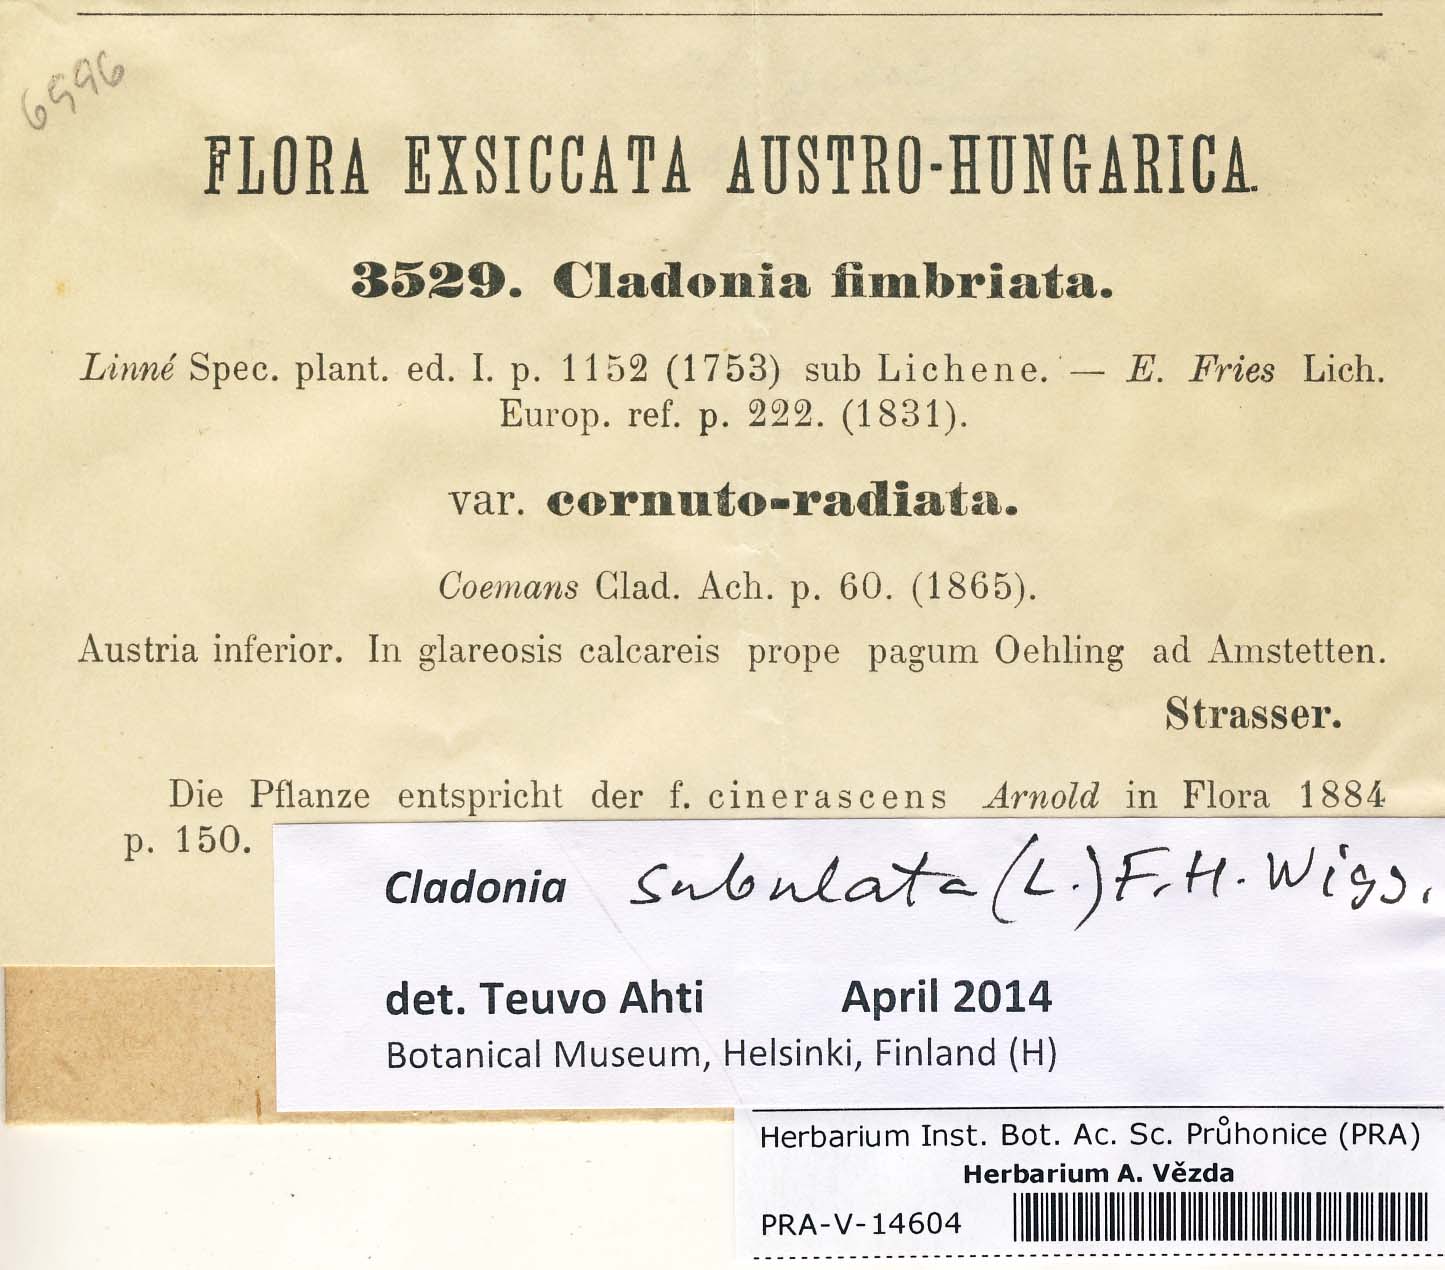 6996
FLORA EXSICCATA AUSTRO-HUNGARICA.
3529. Cladonia fimbriata.
Linné Spec. plant. ed. I. p. 1152 (1753) sub Lichene. — E. Fries Lich.
Europ. ref. p. 222. (1831).
var. cornuto-radiata.
Coemans Clad. Ach. p. 60. (1865).
Austria inferior. In glareosis calcareis prope pagum Oehling ad Amstetten.
Strasser.
Die Pflanze entspricht der f. cinerascens Arnold in Flora 1884
p. 150.
Cladonia subulata (L.) F. H. Wigg.
det. Teuvo Ahti April 2014
Botanical Museum, Helsinki, Finland (H)
Herbarium Inst. Bot. Ac. Sc. Průhonice (PRA)
Herbarium A. Vězda
PRA-V-14604